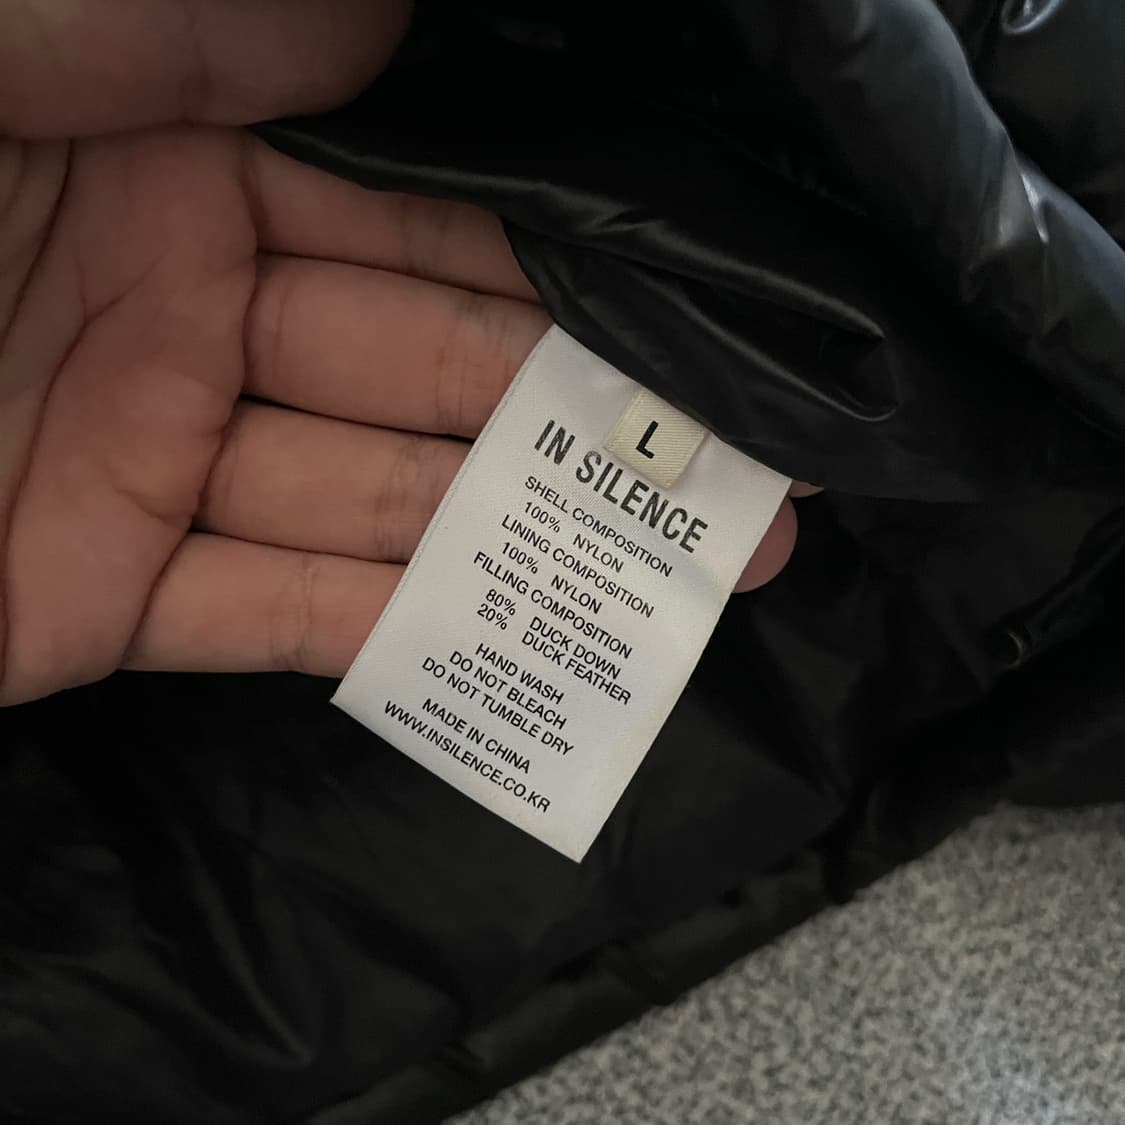 L
IN SILENCE
SHELL COMPOSITION
100% NYLON
LINING COMPOSITION
100% NYLON
FILLING COMPOSITION
80% DUCK DOWN
20% DUCK FEATHER
HAND WASH
DO NOT BLEACH
DO NOT TUMBLE DRY
MADE IN CHINA
WWW.INSILENCE.CO.KR